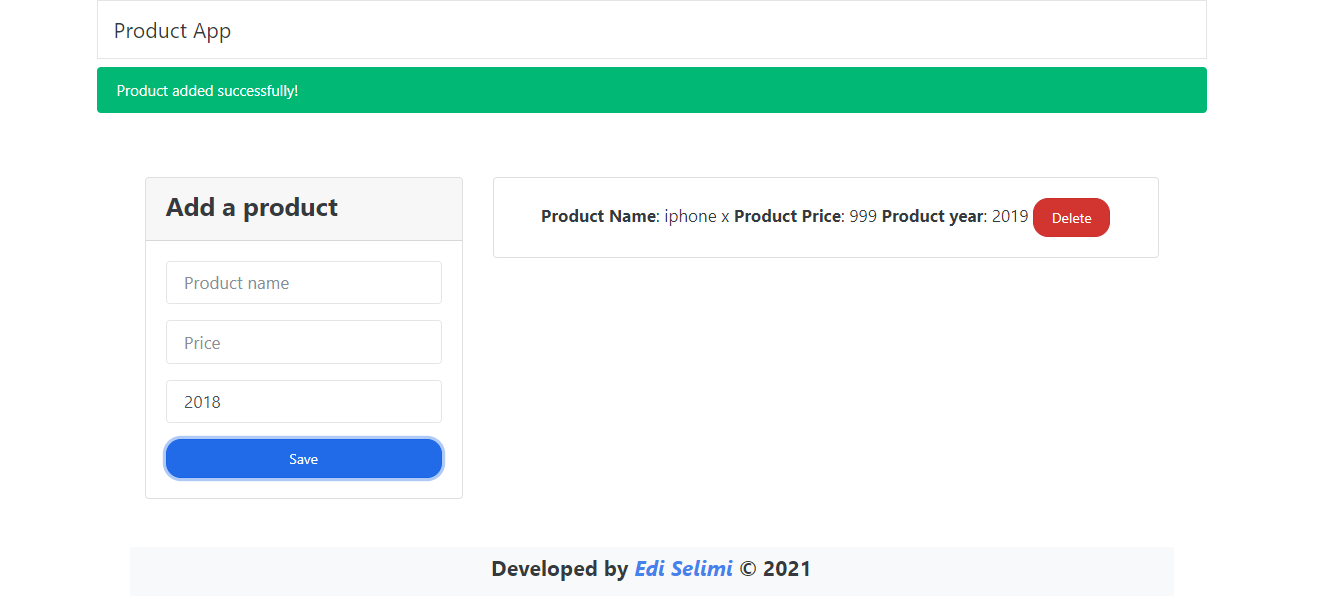 Product App
Product added successfully!
Add a product
Product name
Price
2018
Save
Product Name: iphone x Product Price: 999 Product year: 2019 Delete
Developed by Edi Selimi © 2021